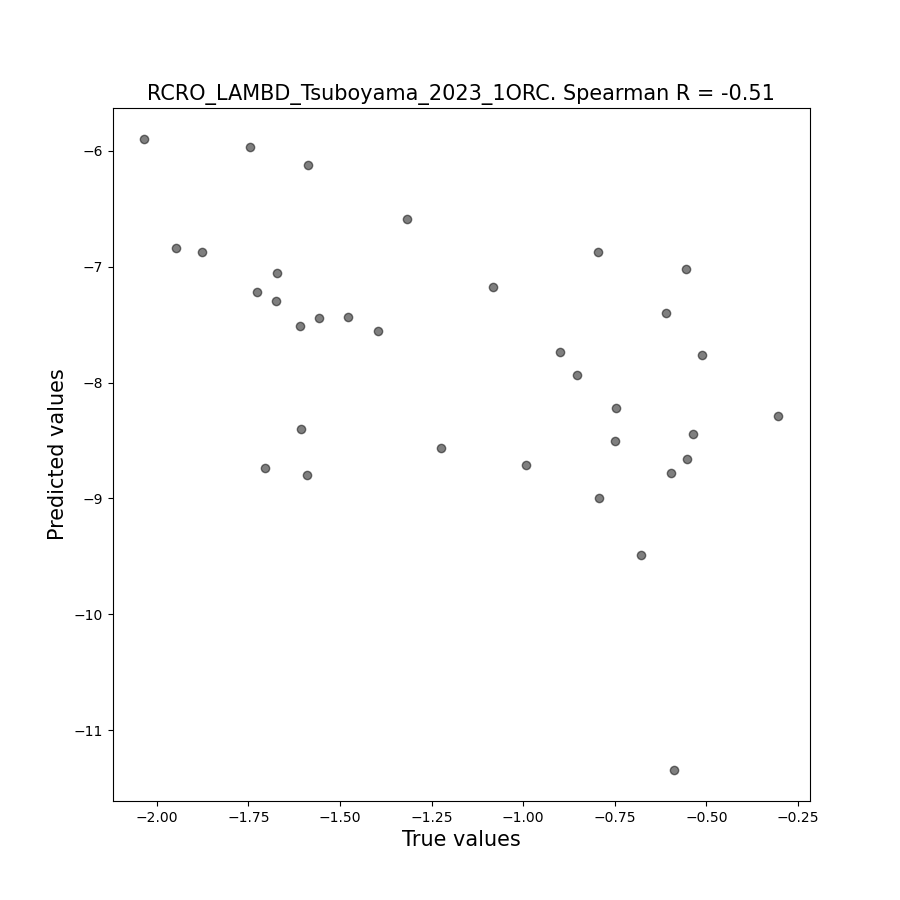 RCRO_LAMBD_Tsuboyama_2023_1ORC. Spearman R = -0.51
−6
−7
−8
−9
−10
−11
Predicted values
−2.00 −1.75 −1.50 −1.25 −1.00 −0.75 −0.50 −0.25
True values